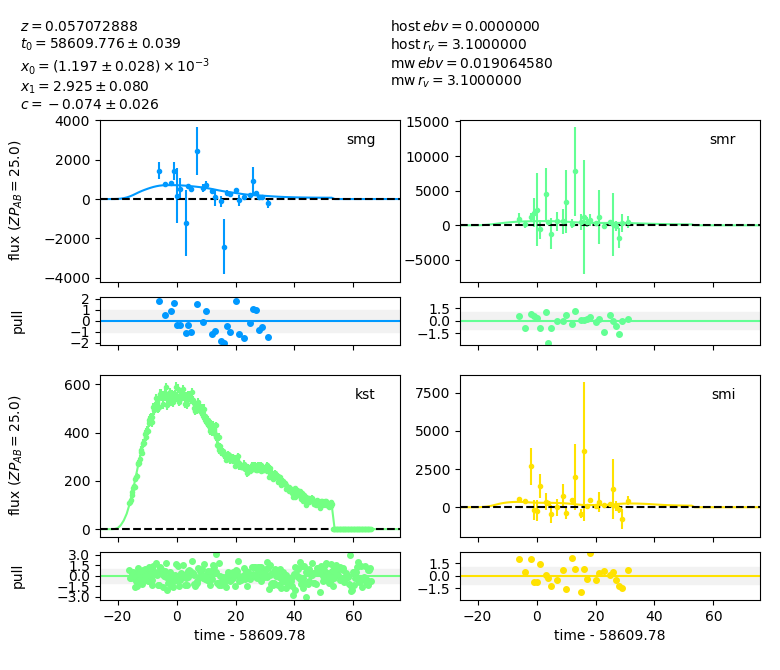 z = 0.057072888
t₀ = 58609.776 ± 0.039
x₀ = (1.197 ± 0.028) × 10⁻³
x₁ = 2.925 ± 0.080
c = −0.074 ± 0.026
host ebv = 0.0000000
host r_v = 3.1000000
mw ebv = 0.019064580
mw r_v = 3.1000000
smg
4000
2000
0
−2000
−4000
flux (ZP_AB = 25.0)
smr
15000
10000
5000
0
−5000
2
1
0
−1
−2
pull
1.5
0.0
−1.5
kst
600
400
200
0
flux (ZP_AB = 25.0)
smi
7500
5000
2500
0
3.0
1.5
0.0
−1.5
−3.0
pull
1.5
0.0
−1.5
−20 0 20 40 60
time - 58609.78
−20 0 20 40 60
time - 58609.78